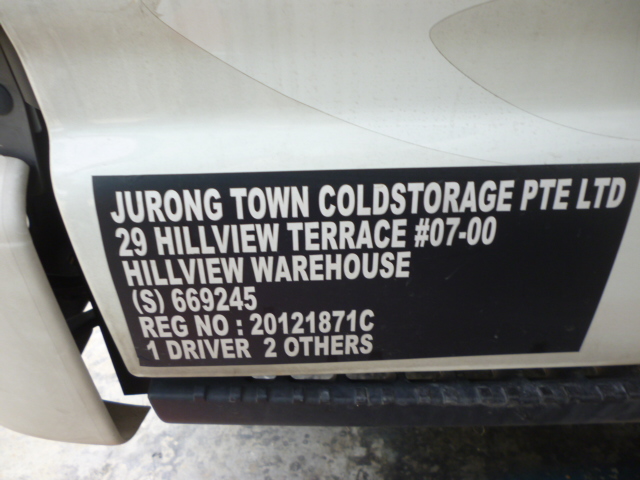 JURONG TOWN COLDSTORAGE PTE LTD
29 HILLVIEW TERRACE #07-00
HILLVIEW WAREHOUSE
(S) 669245
REG NO : 20121871C
1 DRIVER 2 OTHERS